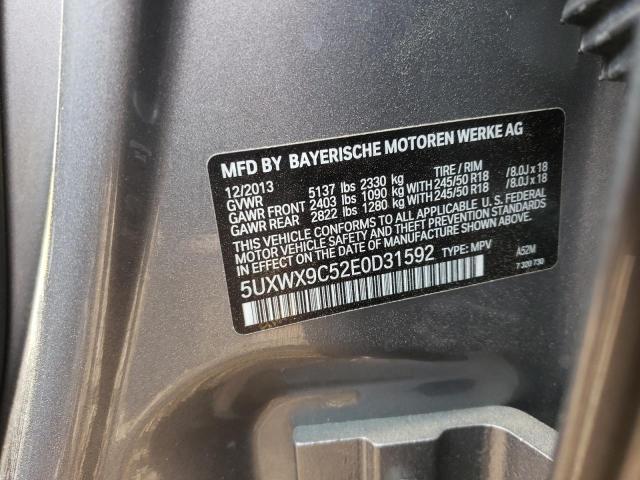 MFD BY BAYERISCHE MOTOREN WERKE AG
12/2013 TIRE / RIM
GVWR 5137 lbs 2330 kg
GAWR FRONT 2403 lbs 1090 kg WITH 245/50 R18 /8.0J x 18
GAWR REAR 2822 lbs 1280 kg WITH 245/50 R18 /8.0J x 18
THIS VEHICLE CONFORMS TO ALL APPLICABLE U.S. FEDERAL
MOTOR VEHICLE SAFETY, BUMPER AND THEFT PREVENTION
STANDARDS IN EFFECT ON THE DATE OF MANUFACTURE SHOWN ABOVE.
5UXWX9C52E0D31592 TYPE: MPV A52M
7 320 730